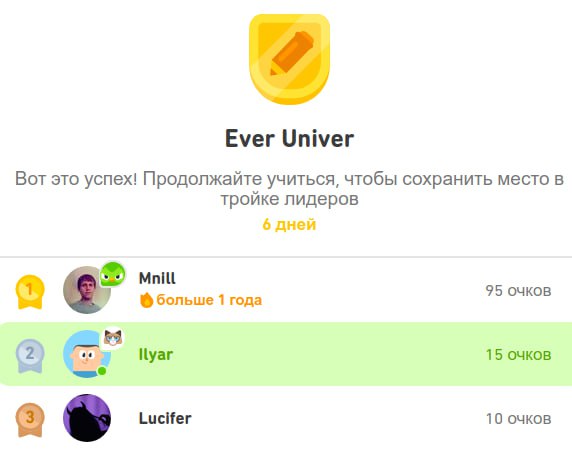 Ever Univer
Вот это успех! Продолжайте учиться, чтобы сохранить место в
тройке лидеров
6 дней
1
Mnill
больше 1 года
95 очков
2
Ilyar
15 очков
3
Lucifer
10 очков